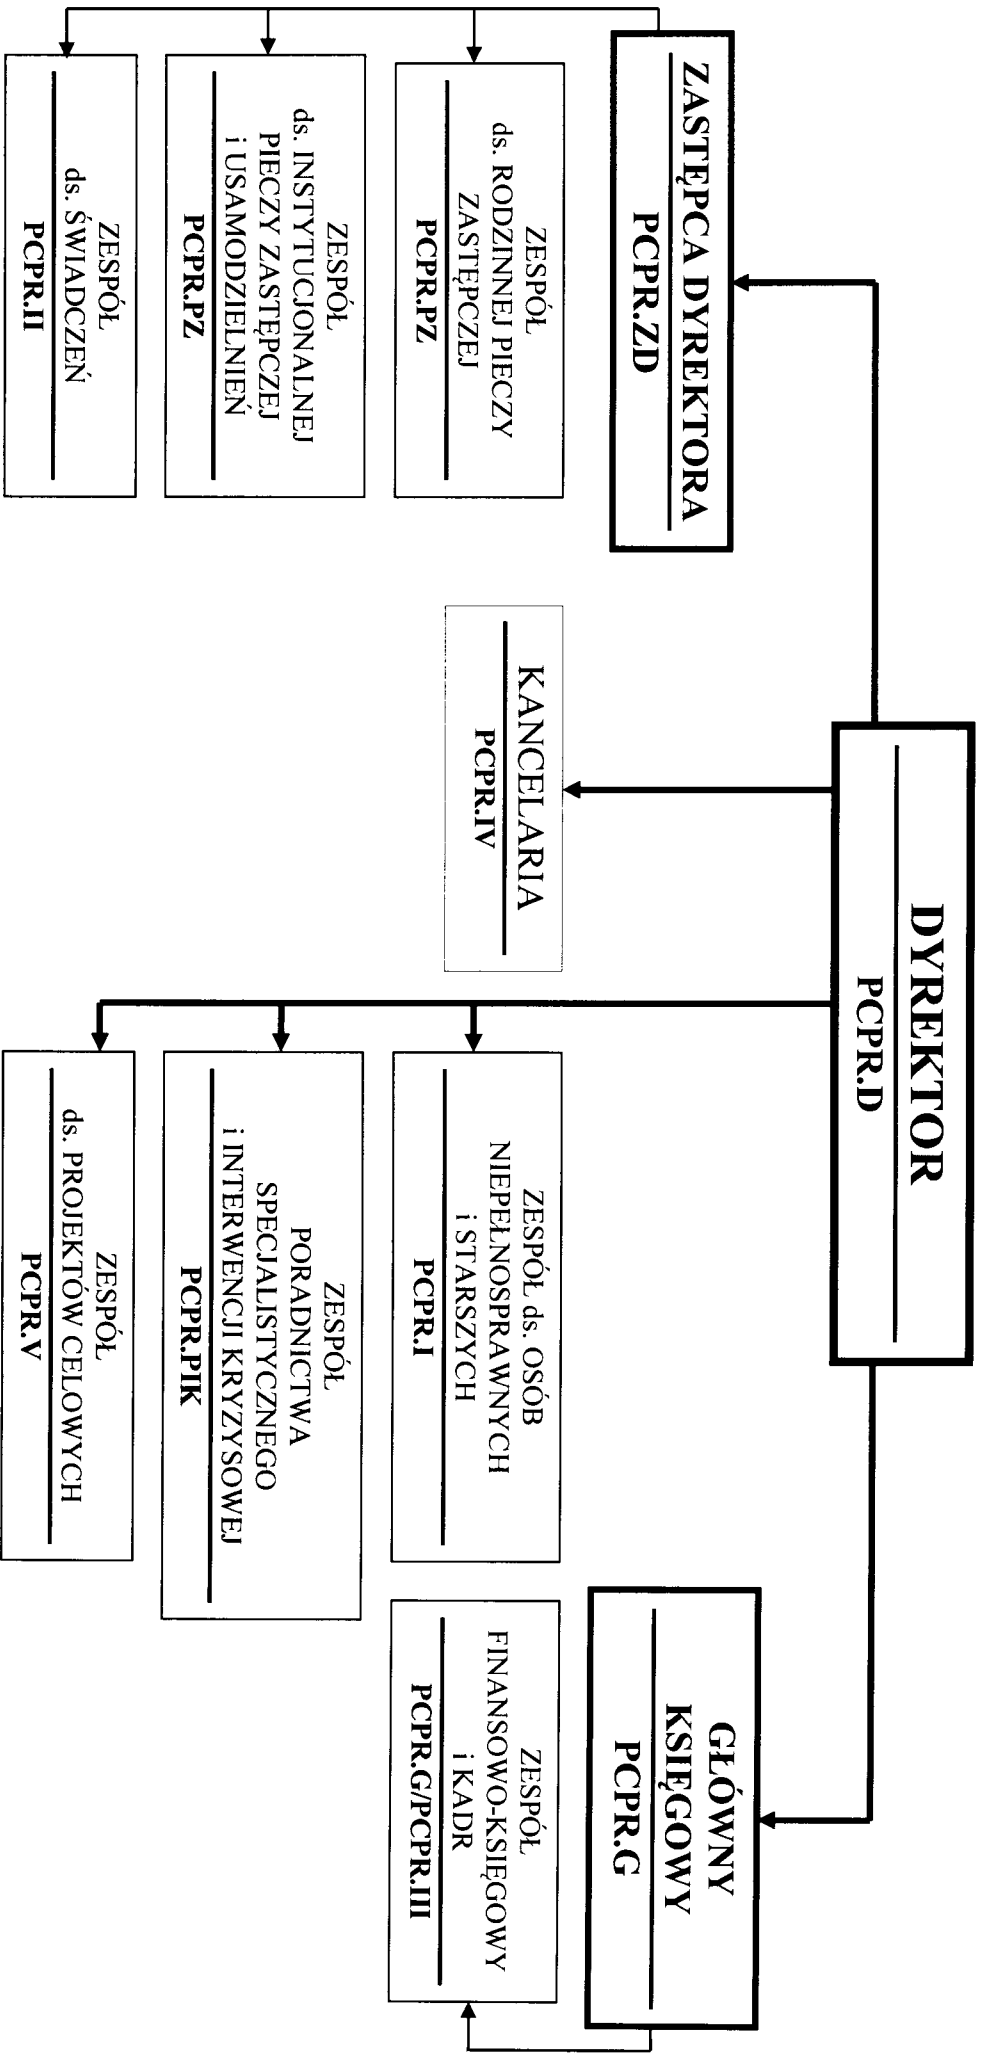 DYREKTOR
PCPR.D
ZASTĘPCA DYREKTORA
PCPR.ZD
ZESPÓŁ
ds. RODZINNEJ PIECZY
ZASTĘPCZEJ
PCPR.PZ
ZESPÓŁ
ds. INSTYTUCJONALNEJ
PIECZY ZASTĘPCZEJ
i USAMODZIELNIEŃ
PCPR.PZ
ZESPÓŁ
ds. ŚWIADCZEŃ
PCPR.II
KANCELARIA
PCPR.IV
ZESPÓŁ ds. OSÓB
NIEPEŁNOSPRAWNYCH
i STARSZYCH
PCPR.I
ZESPÓŁ
PORADNICTWA
SPECJALISTYCZNEGO
i INTERWENCJI KRYZYSOWEJ
PCPR.PIK
ZESPÓŁ
ds. PROJEKTÓW CELOWYCH
PCPR.V
GŁÓWNY
KSIĘGOWY
PCPR.G
ZESPÓŁ
FINANSOWO-KSIĘGOWY
i KADR
PCPR.G/PCPR.III